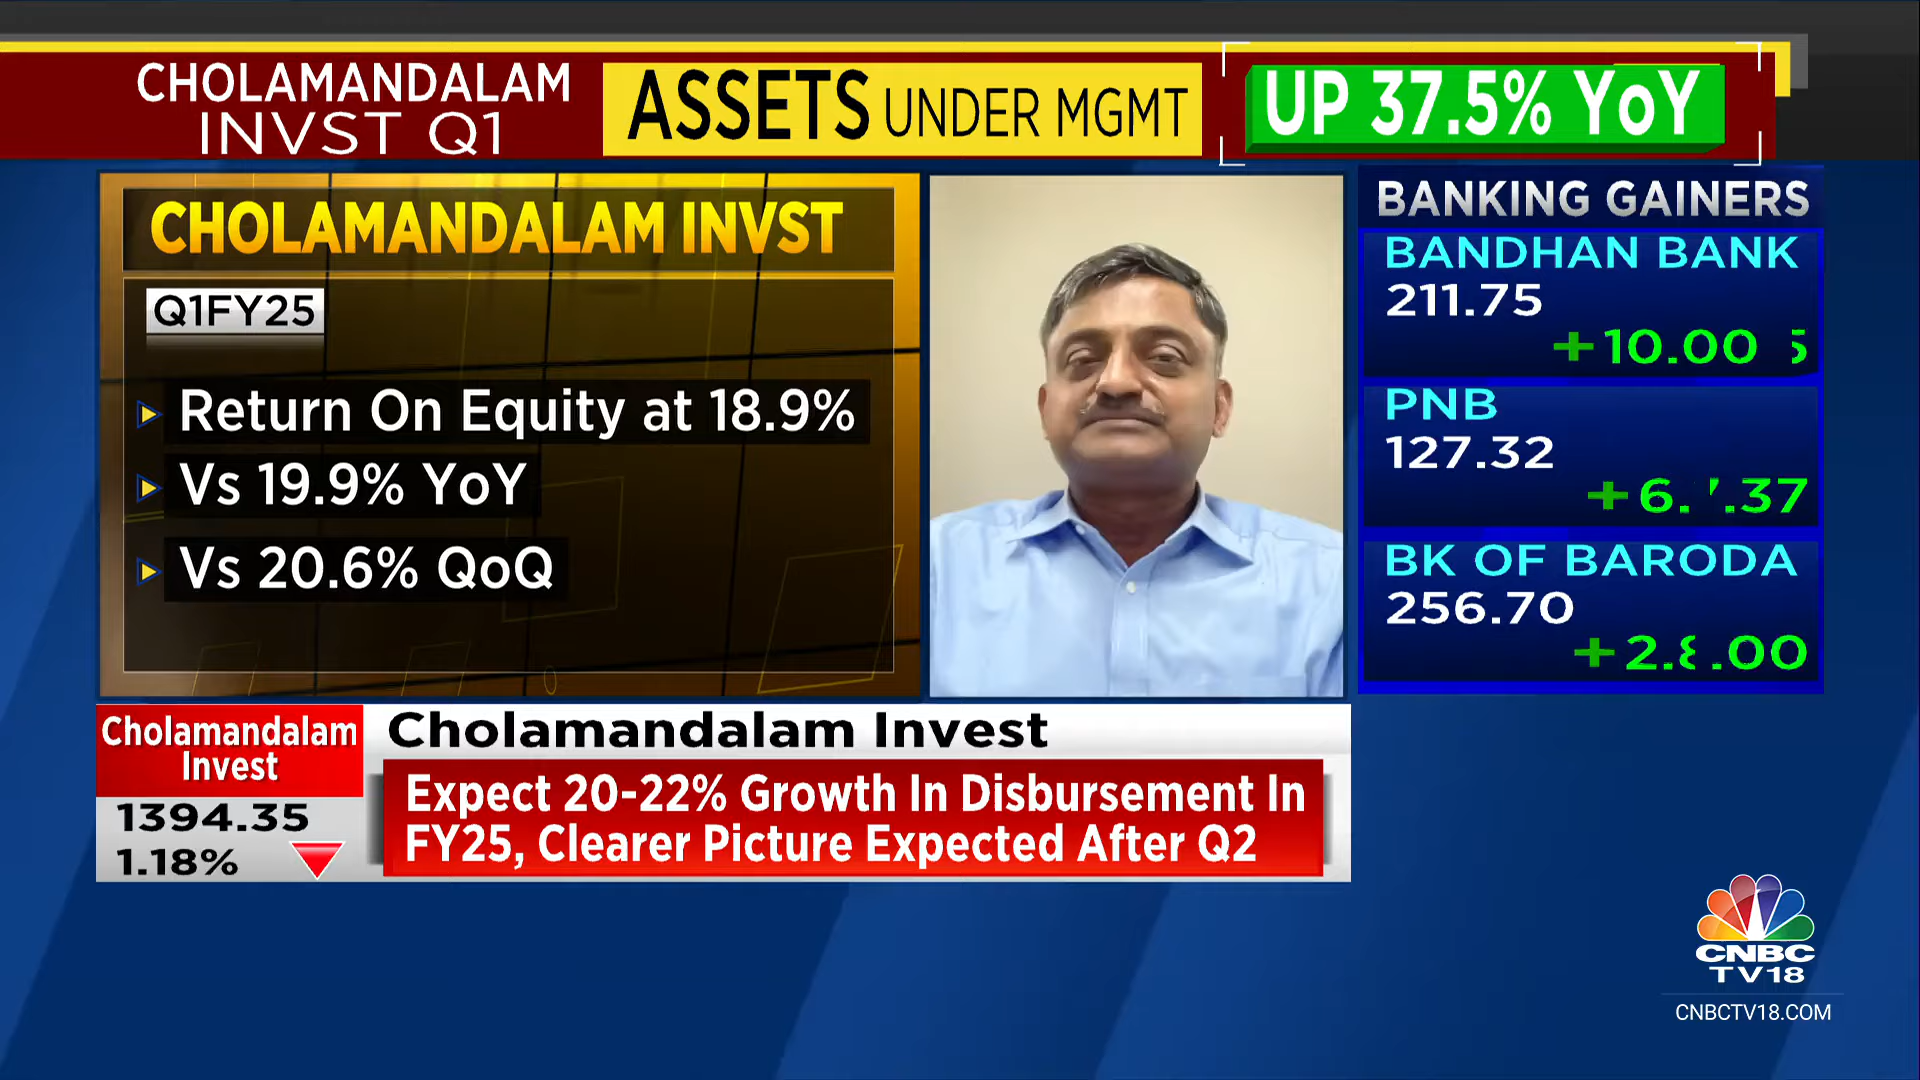 CHOLAMANDALAM
INVST Q1
ASSETS UNDER MGMT
UP 37.5% YoY
CHOLAMANDALAM INVST
Q1FY25
Return On Equity at 18.9%
Vs 19.9% YoY
Vs 20.6% QoQ
BANKING GAINERS
BANDHAN BANK
211.75
+10.00
PNB
127.32
BK OF BARODA
256.70
Cholamandalam
Invest
1394.35
1.18%
Cholamandalam Invest
Expect 20-22% Growth In Disbursement In
FY25, Clearer Picture Expected After Q2
CNBC
TV18
CNBCTV18.COM